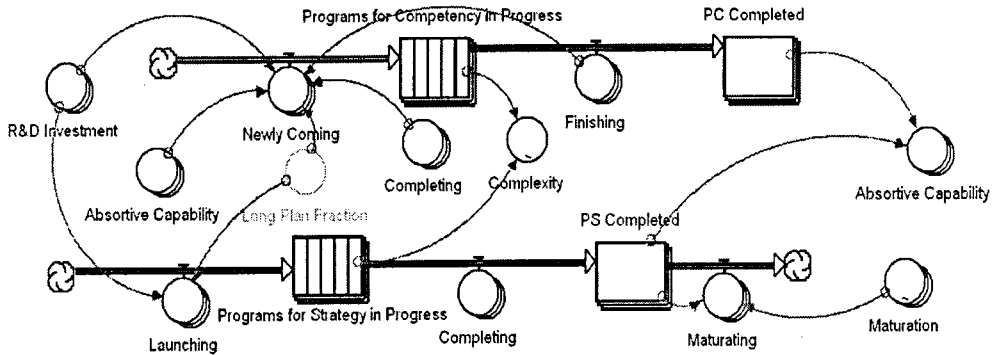 Programs for Competency in Progress
PC Completed
R&D Investment
Newly Coming
Finishing
Absortive Capability
Long Plan Fraction
Completing
Complexity
Absortive Capability
PS Completed
Programs for Strategy in Progress
Launching
Completing
Maturating
Maturation